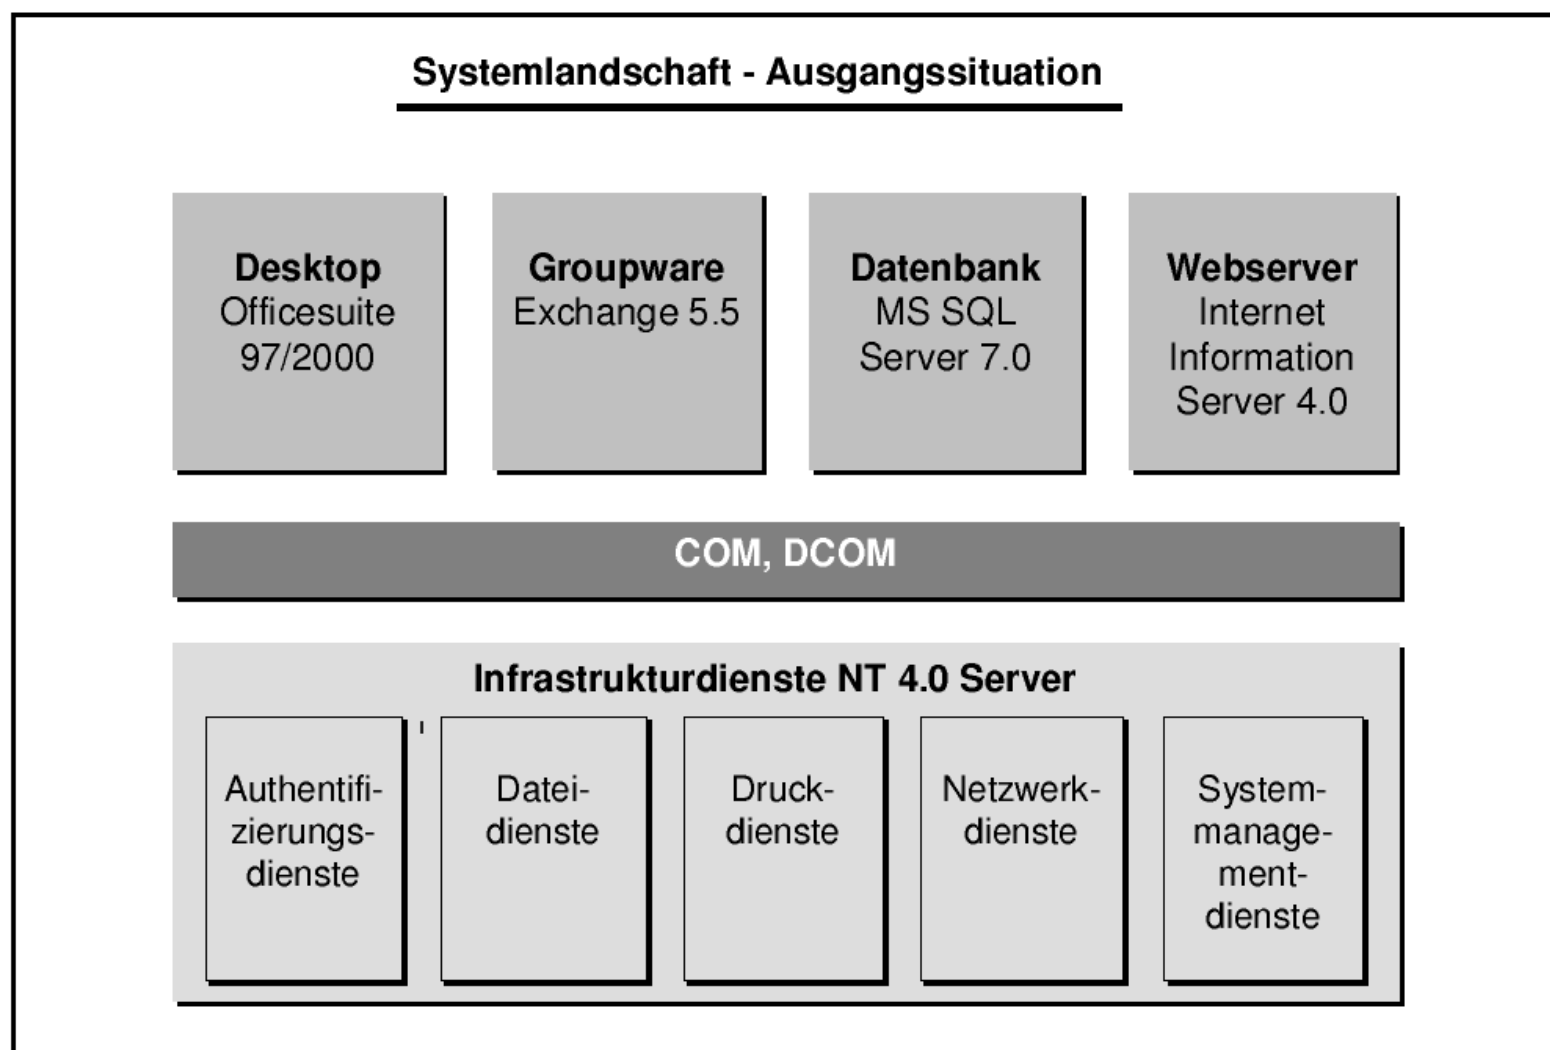 Systemlandschaft - Ausgangssituation
Desktop
Officesuite
97/2000
Groupware
Exchange 5.5
Datenbank
MS SQL
Server 7.0
Webserver
Internet
Information
Server 4.0
COM, DCOM
Infrastrukturdienste NT 4.0 Server
Authentifi-
zierungs-
dienste
Datei-
dienste
Druck-
dienste
Netzwerk-
dienste
System-
manage-
ment-
dienste